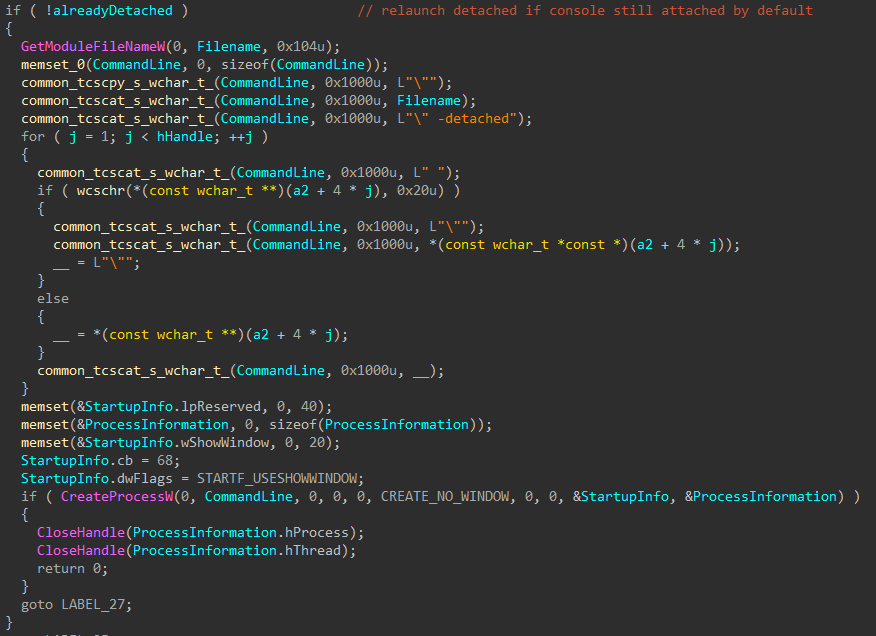 if ( !alreadyDetached ) // relaunch detached if console still attached by default
{
GetModuleFileNameW(0, Filename, 0x104u);
memset_0(CommandLine, 0, sizeof(CommandLine));
common_tcscpy_s_wchar_t_(CommandLine, 0x1000u, L"\"");
common_tcscat_s_wchar_t_(CommandLine, 0x1000u, Filename);
common_tcscat_s_wchar_t_(CommandLine, 0x1000u, L"\" -detached");
for ( j = 1; j < hHandle; ++j )
{
common_tcscat_s_wchar_t_(CommandLine, 0x1000u, L" ");
if ( wcschr(*(const wchar_t **)(a2 + 4 * j), 0x20u) )
{
common_tcscat_s_wchar_t_(CommandLine, 0x1000u, L"\"");
common_tcscat_s_wchar_t_(CommandLine, 0x1000u, *(const wchar_t *const *)(a2 + 4 * j));
__ = L"\"";
}
else
{
__ = *(const wchar_t **)(a2 + 4 * j);
}
common_tcscat_s_wchar_t_(CommandLine, 0x1000u, __);
}
memset(&StartupInfo.lpReserved, 0, 40);
memset(&ProcessInformation, 0, sizeof(ProcessInformation));
memset(&StartupInfo.wShowWindow, 0, 20);
StartupInfo.cb = 68;
StartupInfo.dwFlags = STARTF_USESHOWWINDOW;
if ( CreateProcessW(0, CommandLine, 0, 0, 0, CREATE_NO_WINDOW, 0, 0, &StartupInfo, &ProcessInformation) )
{
CloseHandle(ProcessInformation.hProcess);
CloseHandle(ProcessInformation.hThread);
return 0;
}
goto LABEL_27;
}